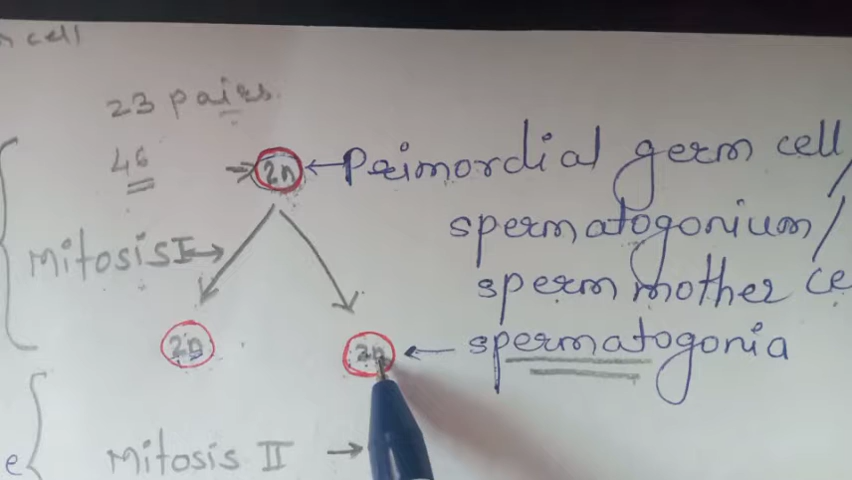 cell
23 pairs
46
2n ← Primordial germ cell/
spermatogonium/
Mitosis I →
sperm mother ce
2n
2n ← spermatogonia
Mitosis II →
e